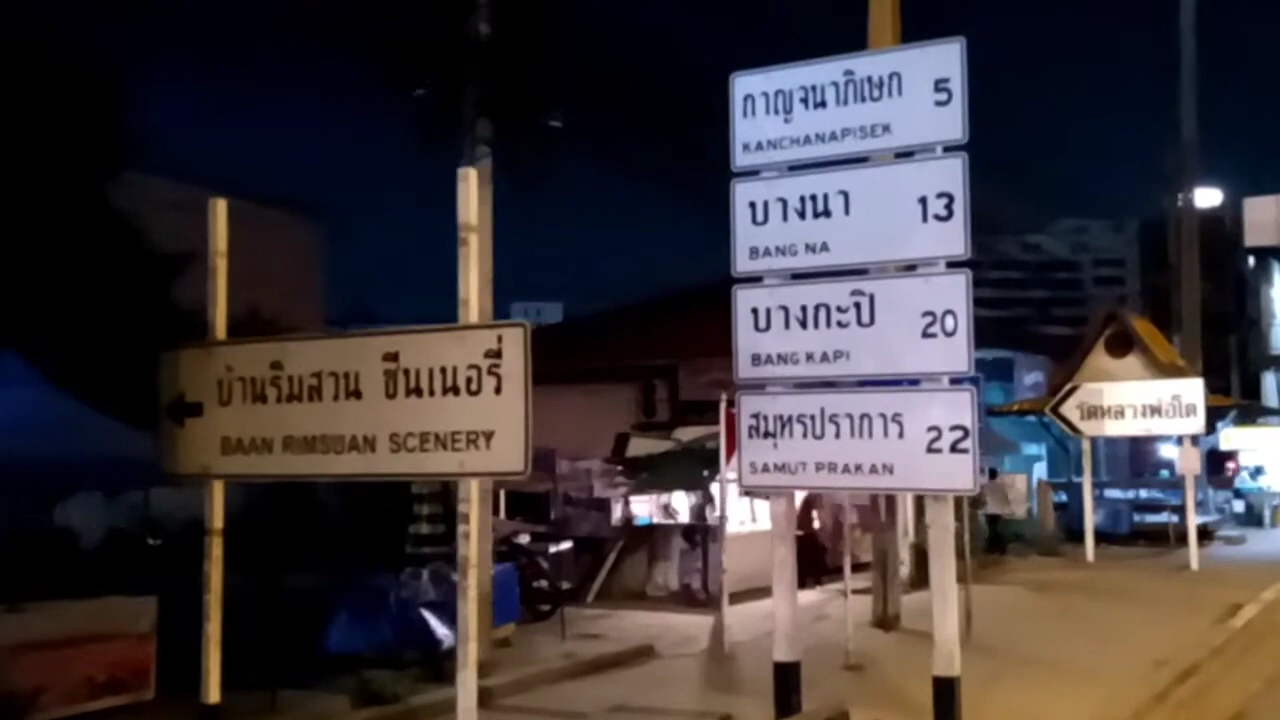 บ้านริมสวน ซีนเนอรี่
BAAN RIMSUAN SCENERY
กาญจนาภิเษก 5
KANCHANAPISEK
บางนา 13
BANG NA
บางกะปิ 20
BANG KAPI
สมุทรปราการ 22
SAMUT PRAKAN
วัดหลวงพ่อโต